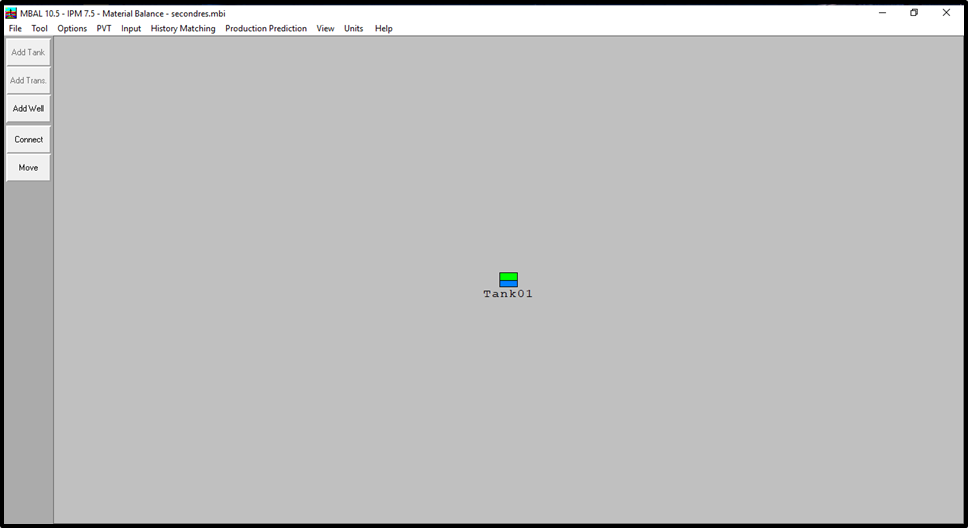 MBAL 10.5 - IPM 7.5 - Material Balance - secondres.mbi
File Tool Options PVT Input History Matching Production Prediction View Units Help
Add Tank
Add Trans.
Add Well
Connect
Move
Tank01